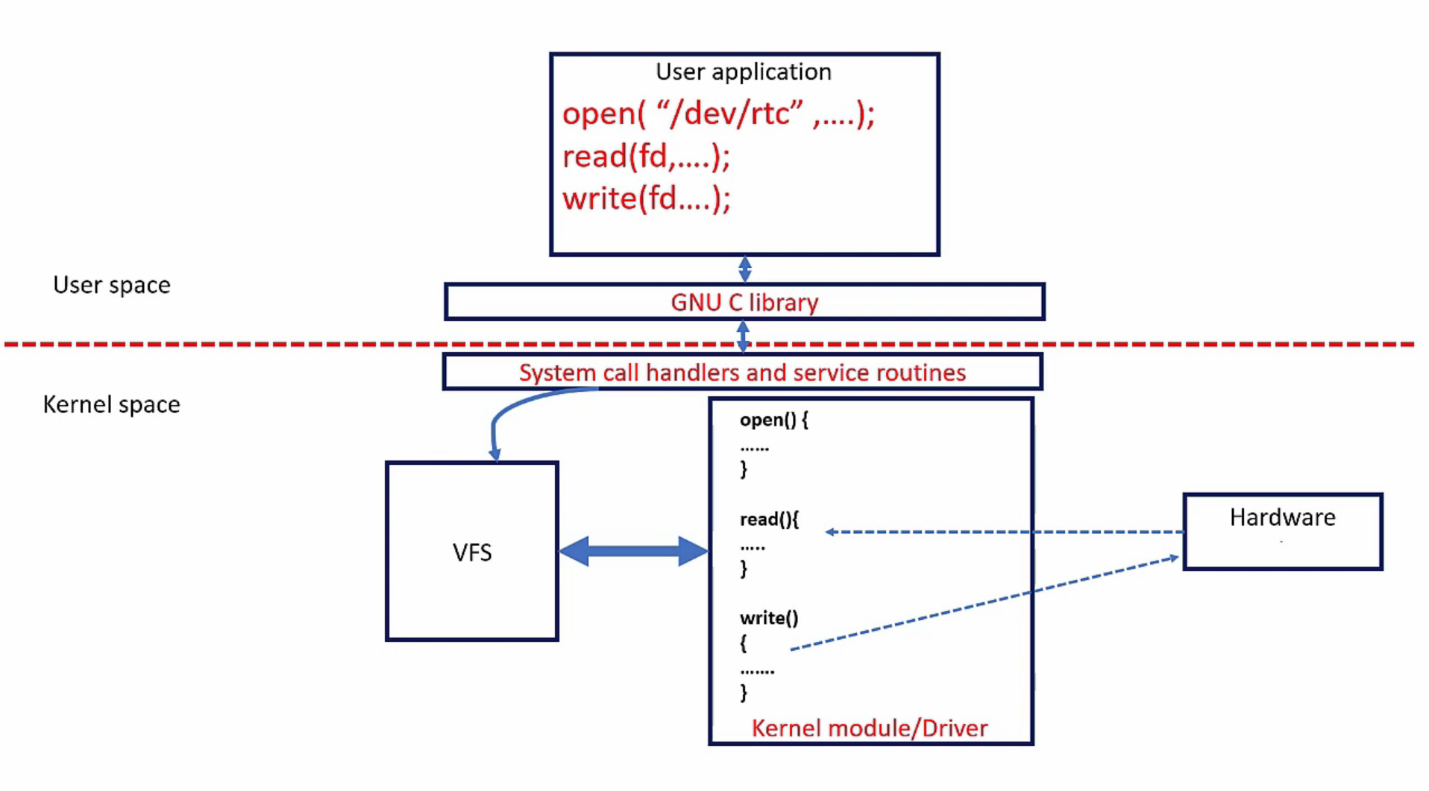 User application
open( “/dev/rtc” ,....);
read(fd,....);
write(fd....);
User space
GNU C library
System call handlers and service routines
Kernel space
open() {
......
}
read(){
.....
}
write()
{
.......
}
Kernel module/Driver
VFS
Hardware